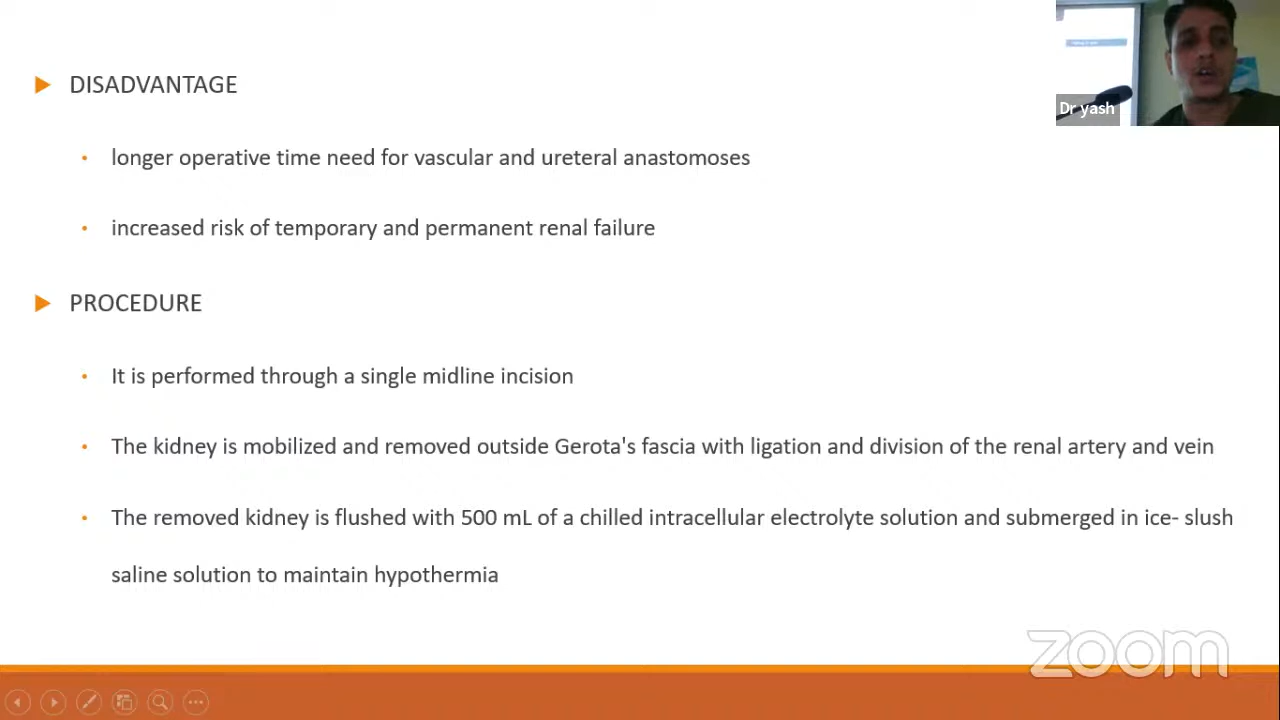 DISADVANTAGE
longer operative time need for vascular and ureteral anastomoses
increased risk of temporary and permanent renal failure
PROCEDURE
It is performed through a single midline incision
The kidney is mobilized and removed outside Gerota's fascia with ligation and division of the renal artery and vein
The removed kidney is flushed with 500 mL of a chilled intracellular electrolyte solution and submerged in ice- slush
saline solution to maintain hypothermia
Dr yash
zoom